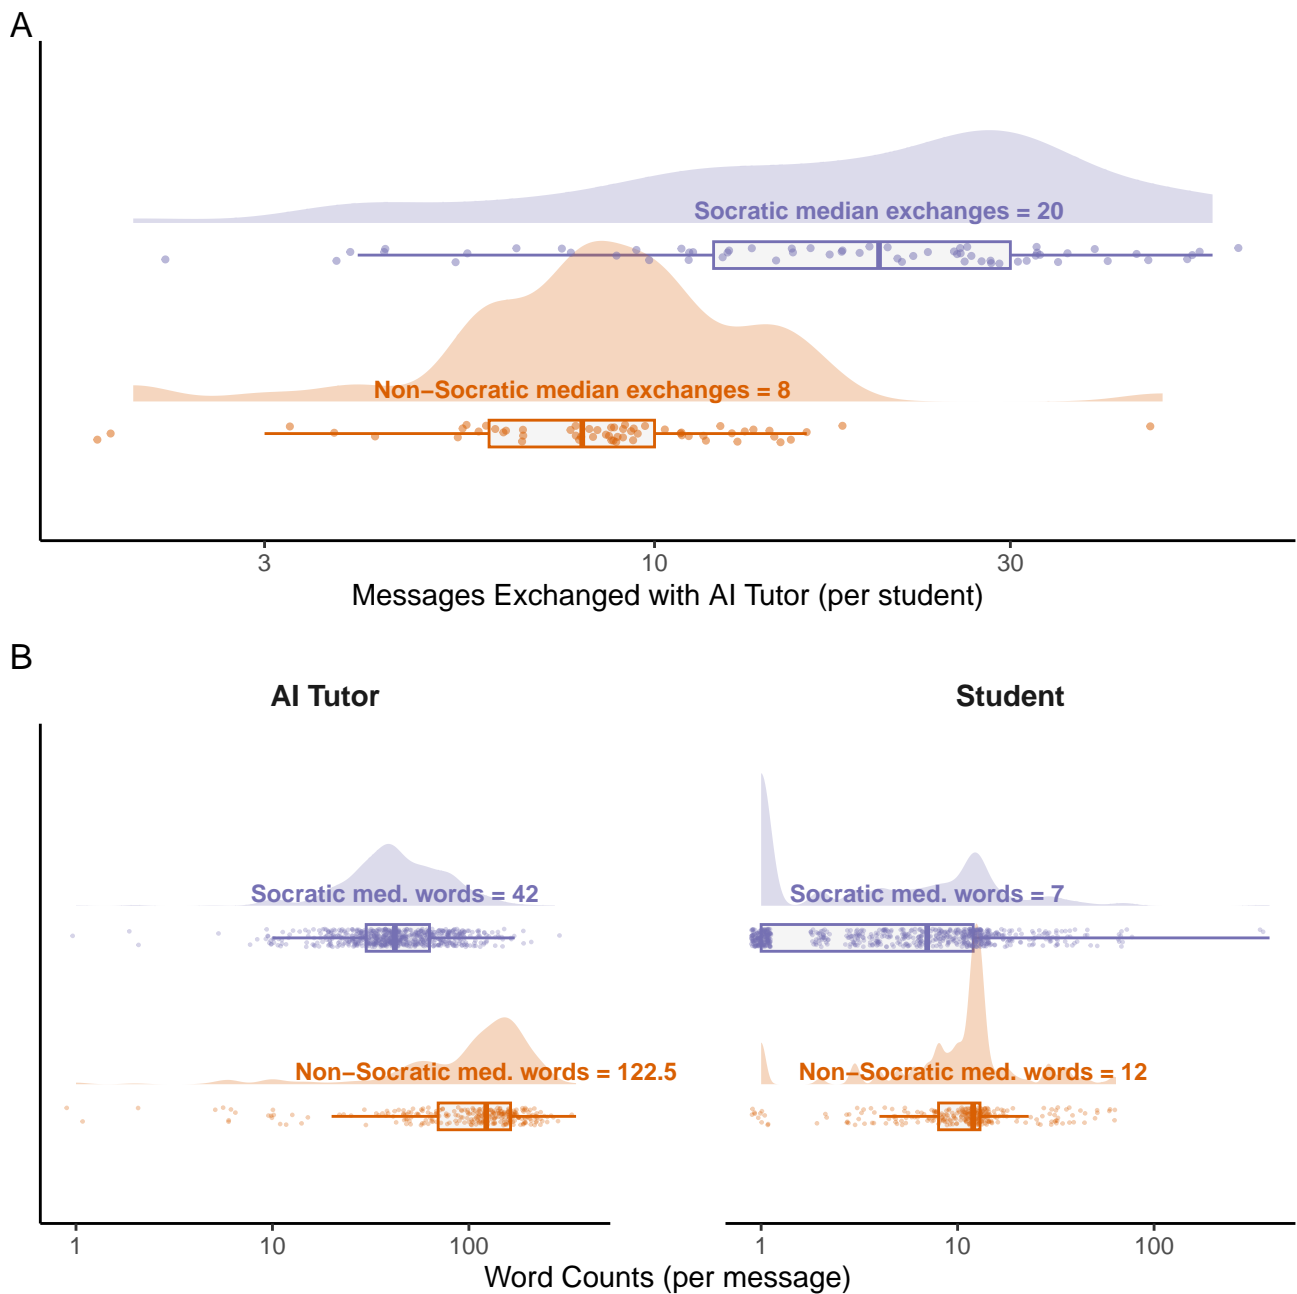 A
Socratic median exchanges = 20
Non−Socratic median exchanges = 8
3 10 30
Messages Exchanged with AI Tutor (per student)
B
AI Tutor Student
Socratic med. words = 42 Socratic med. words = 7
Non−Socratic med. words = 122.5 Non−Socratic med. words = 12
1 10 100 1 10 100
Word Counts (per message)